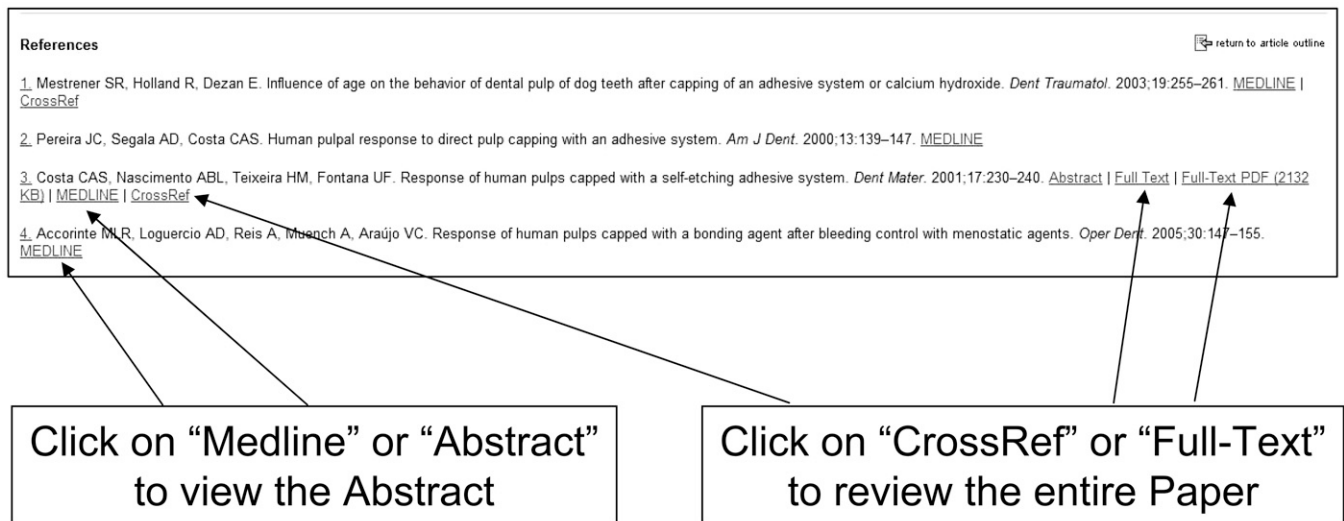 References
return to article outline
1. Mestrener SR, Holland R, Dezan E. Influence of age on the behavior of dental pulp of dog teeth after capping of an adhesive system or calcium hydroxide. Dent Traumatol. 2003;19:255–261. MEDLINE |
CrossRef
2. Pereira JC, Segala AD, Costa CAS. Human pulpal response to direct pulp capping with an adhesive system. Am J Dent. 2000;13:139–147. MEDLINE
3. Costa CAS, Nascimento ABL, Teixeira HM, Fontana UF. Response of human pulps capped with a self-etching adhesive system. Dent Mater. 2001;17:230–240. Abstract | Full Text | Full-Text PDF (2132
KB) | MEDLINE | CrossRef
4. Accorinte MLR, Loguercio AD, Reis A, Muench A, Araújo VC. Response of human pulps capped with a bonding agent after bleeding control with menostatic agents. Oper Dent. 2005;30:147–155.
MEDLINE
Click on “Medline” or “Abstract”
to view the Abstract
Click on “CrossRef” or “Full-Text”
to review the entire Paper